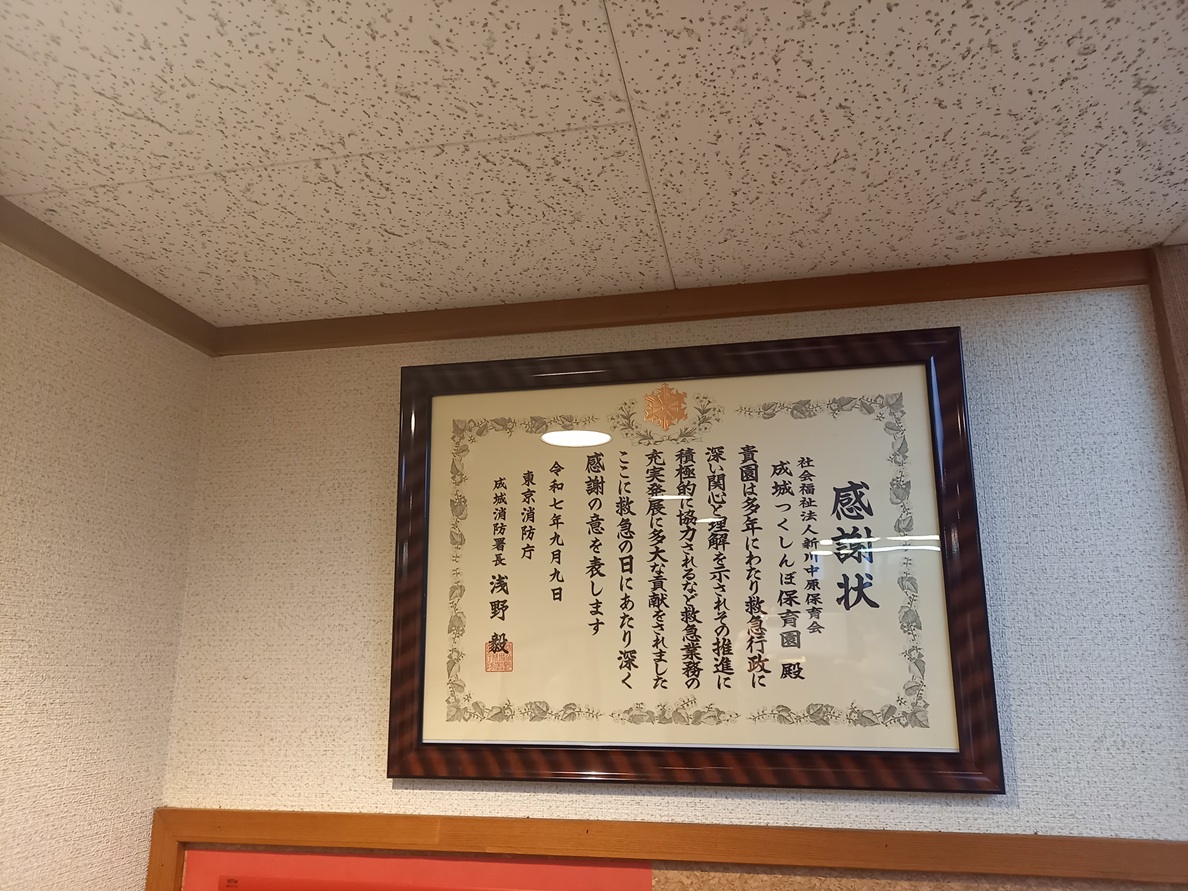 感謝状
社会福祉法人新川中原保育会
成城つくしんぼ保育園 殿
貴園は多年にわたり救急行政に
深い関心と理解を示されその推進に
積極的に協力されるなど救急業務の
充実発展に多大な貢献をされました
ここに救急の日にあたり深く
感謝の意を表します
令和七年九月九日
東京消防庁
成城消防署長 浅野 毅